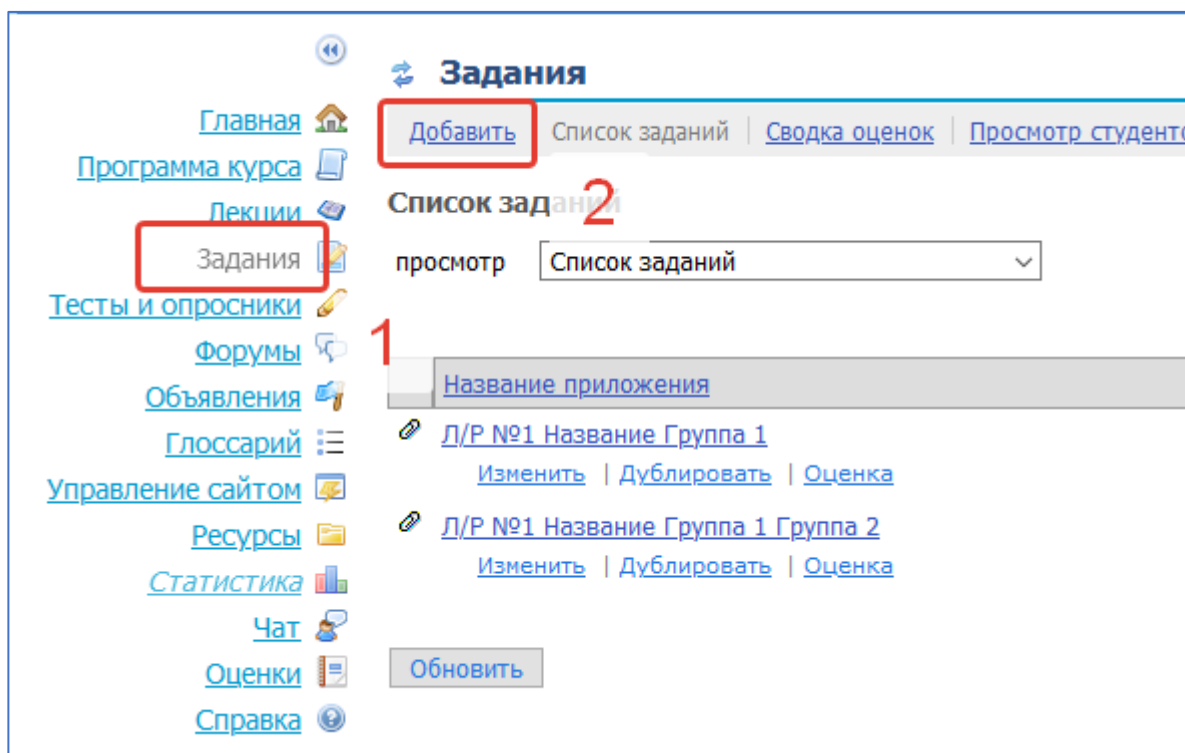 Задания
Добавить Список заданий Сводка оценок Просмотр студенто
Список заданий
2
просмотр Список заданий
1
Название приложения
Л/Р №1 Название Группа 1
Изменить | Дублировать | Оценка
Л/Р №1 Название Группа 1 Группа 2
Изменить | Дублировать | Оценка
Обновить
Главная
Программа курса
Лекции
Задания
Тесты и опросники
Форумы
Объявления
Глоссарий
Управление сайтом
Ресурсы
Статистика
Чат
Оценки
Справка